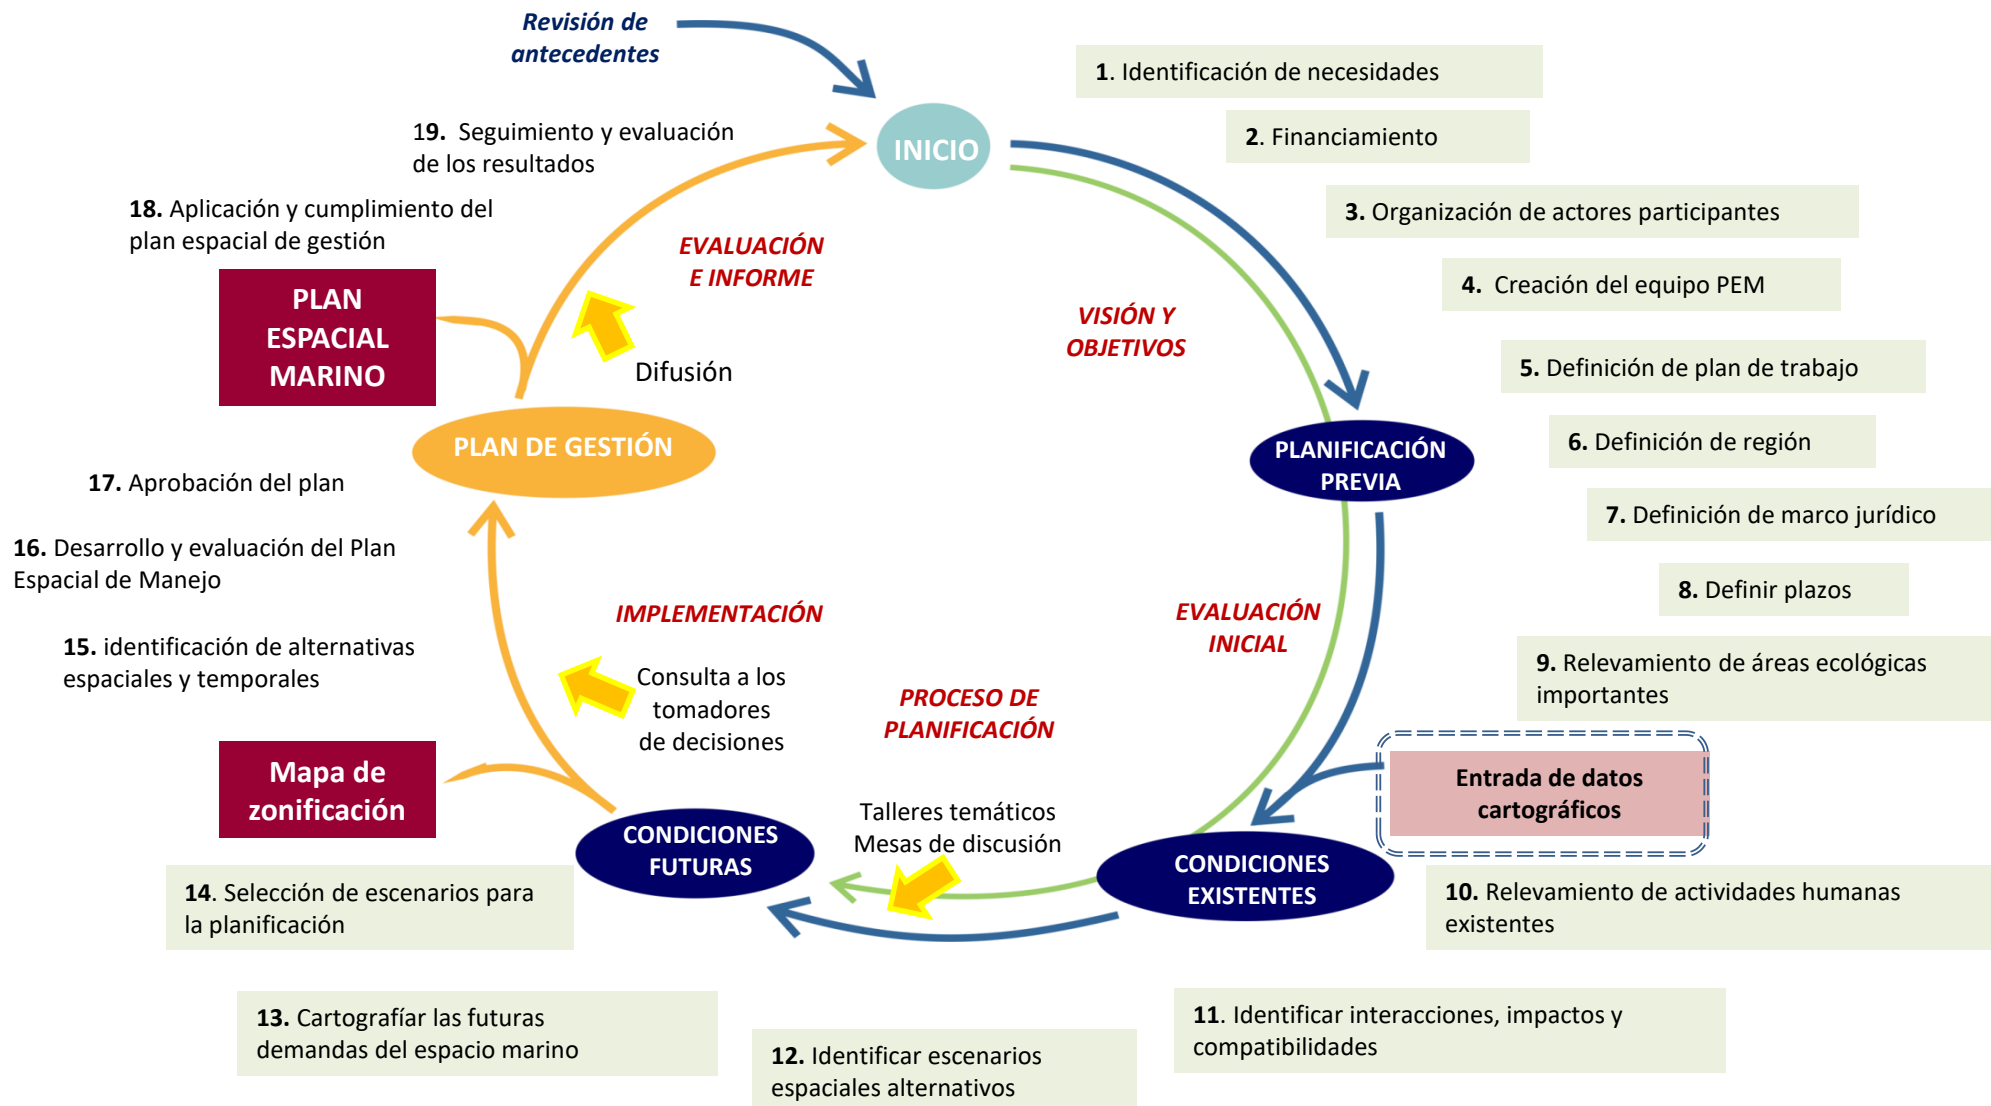 Revisión de
antecedentes
INICIO
1. Identificación de necesidades
2. Financiamiento
3. Organización de actores participantes
4. Creación del equipo PEM
5. Definición de plan de trabajo
6. Definición de región
7. Definición de marco jurídico
8. Definir plazos
9. Relevamiento de áreas ecológicas
importantes
Entrada de datos
cartográficos
10. Relevamiento de actividades humanas
existentes
11. Identificar interacciones, impactos y
compatibilidades
12. Identificar escenarios
espaciales alternativos
13. Cartografíar las futuras
demandas del espacio marino
14. Selección de escenarios para
la planificación
Mapa de
zonificación
15. identificación de alternativas
espaciales y temporales
16. Desarrollo y evaluación del Plan
Espacial de Manejo
17. Aprobación del plan
PLAN
ESPACIAL
MARINO
18. Aplicación y cumplimiento del
plan espacial de gestión
19. Seguimiento y evaluación
de los resultados
EVALUACIÓN
E INFORME
Difusión
PLAN DE GESTIÓN
VISIÓN Y
OBJETIVOS
PLANIFICACIÓN
PREVIA
EVALUACIÓN
INICIAL
CONDICIONES
EXISTENTES
PROCESO DE
PLANIFICACIÓN
Talleres temáticos
Mesas de discusión
CONDICIONES
FUTURAS
IMPLEMENTACIÓN
Consulta a los
tomadores
de decisiones